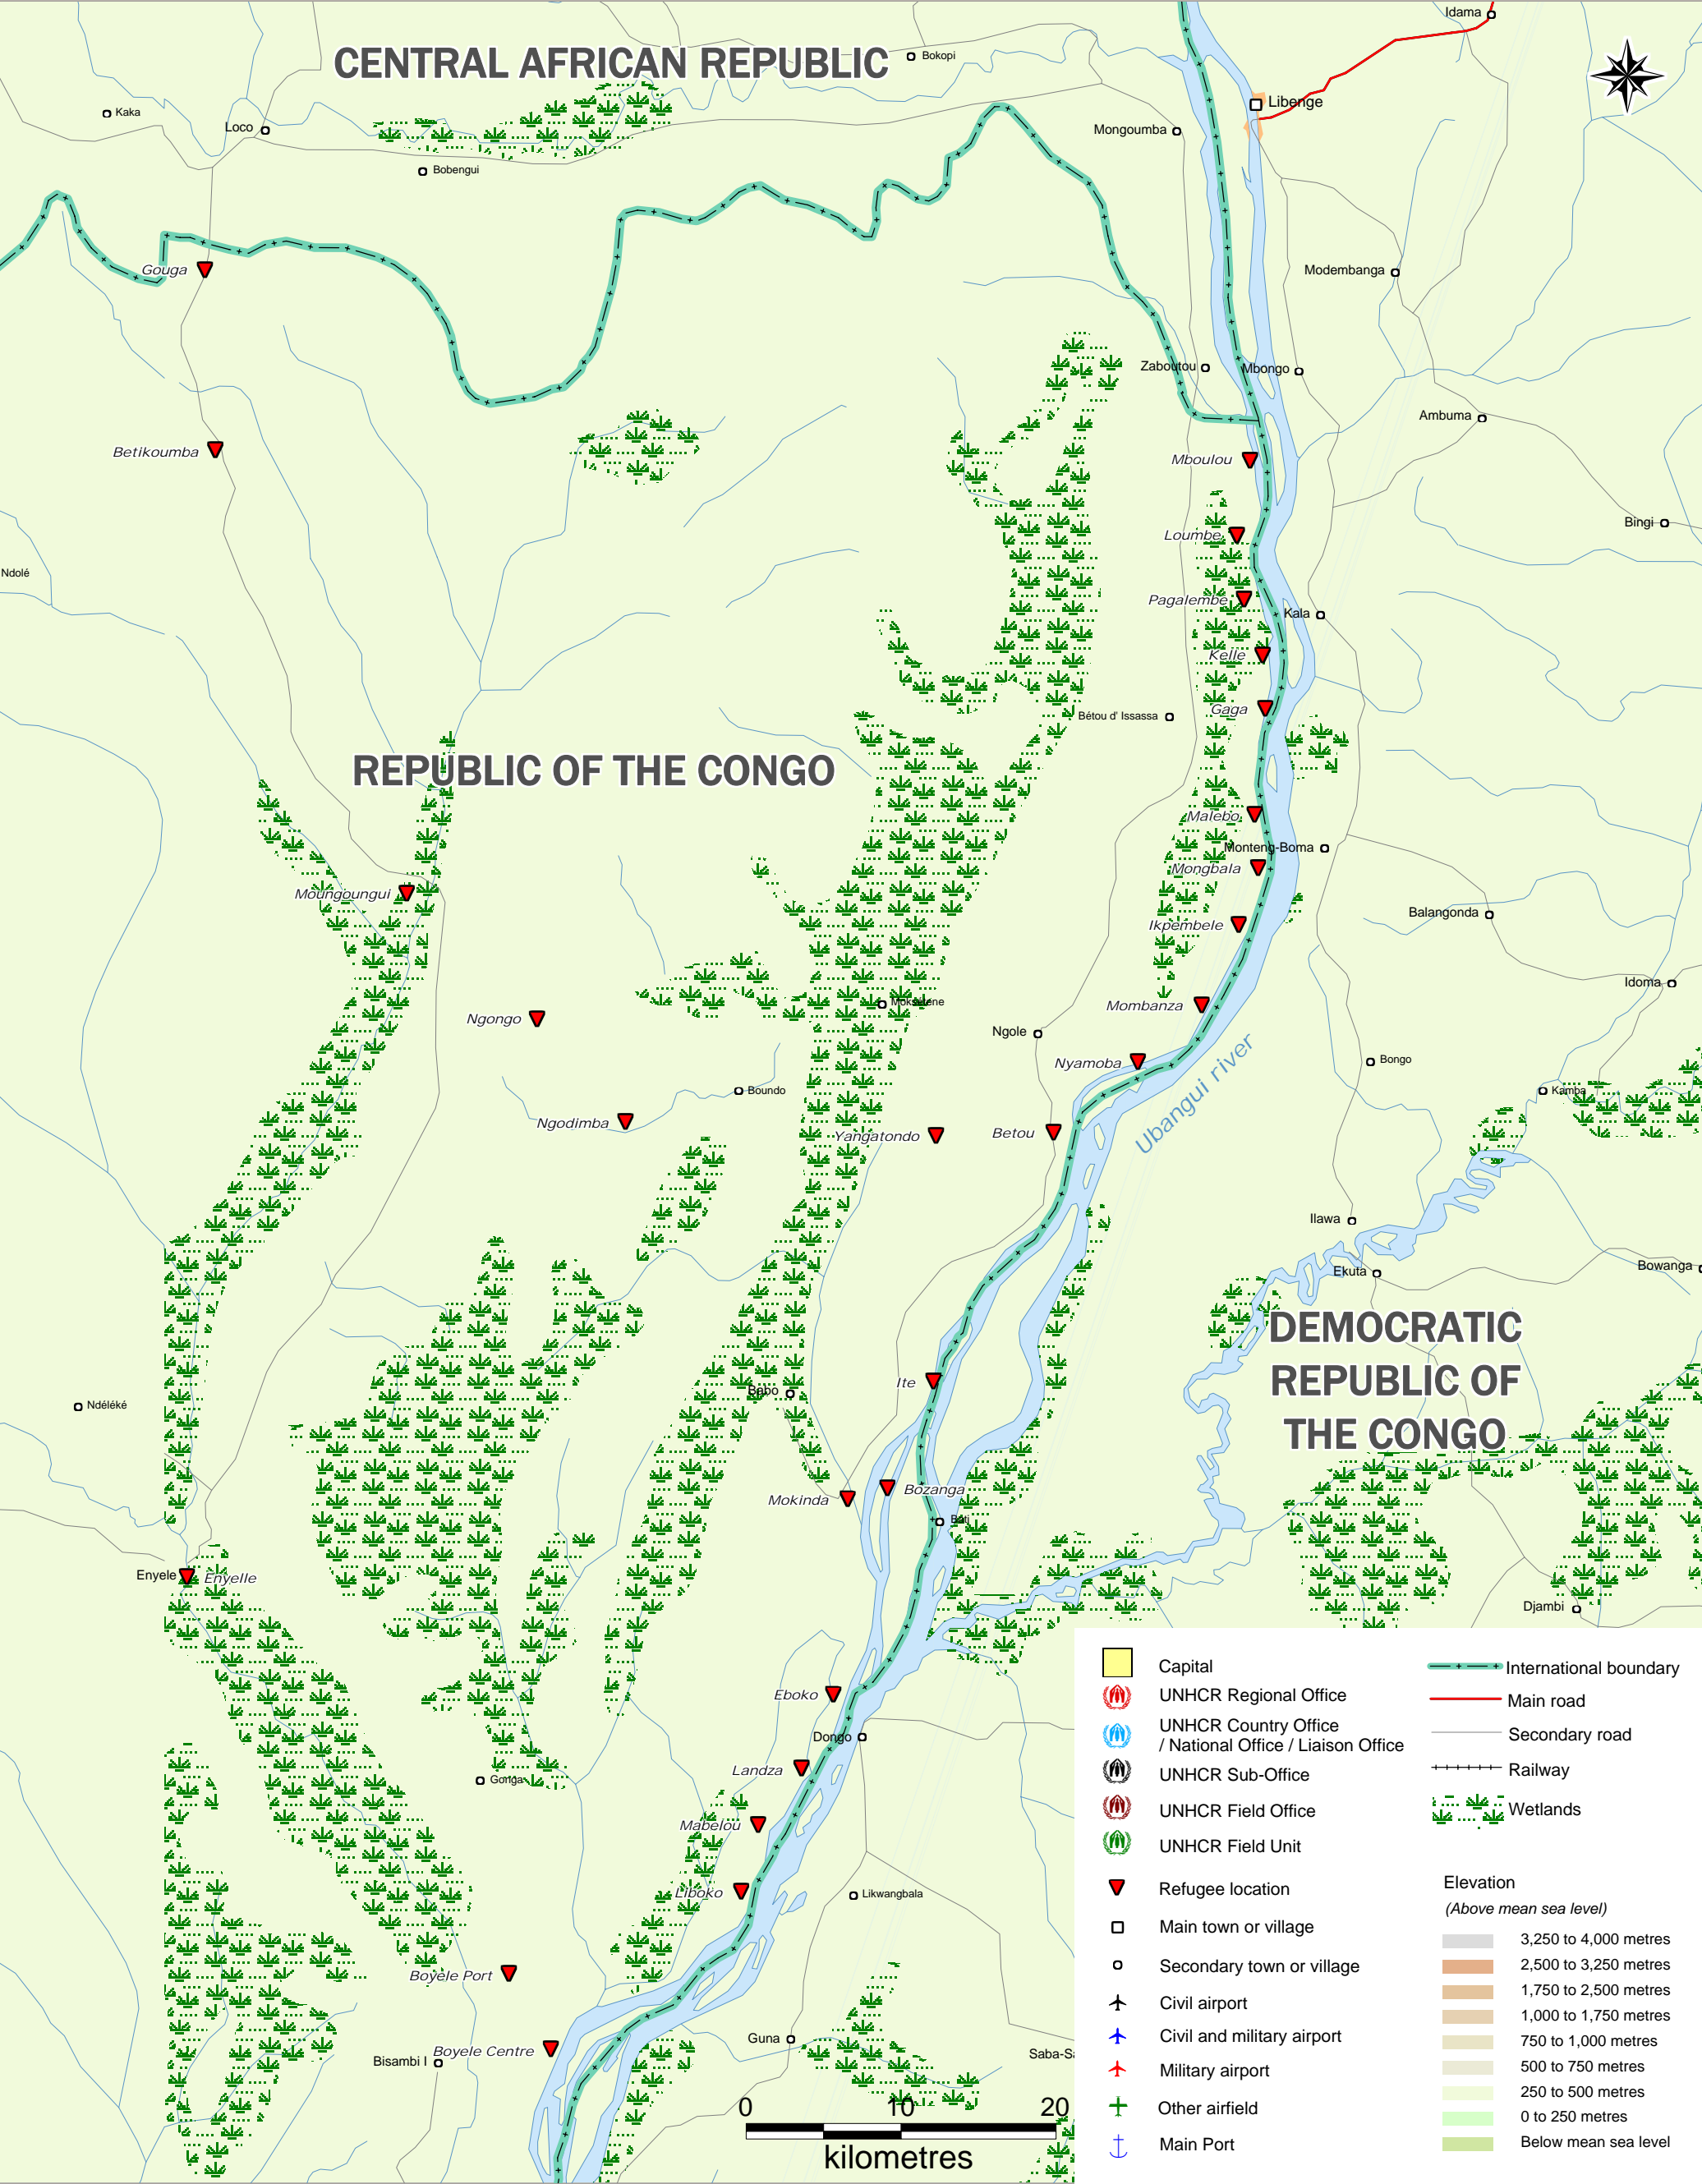 Idama
CENTRAL AFRICAN REPUBLIC
Bokopi
Libenge
Kaka
Loco
Mongoumba
Bobengui
Gouga
Modembanga
Zaboutou
Mbongo
Ambuma
Betikoumba
Mboulou
Bingi
Loumbe
Ndolé
Pagalembe
Kala
Kelle
Gaga
Bétou d' Issassa
REPUBLIC OF THE CONGO
Malebo
Monteng-Boma
Mongbala
Moungoungui
Balangonda
Ikpembele
Idoma
Mokselene
Mombanza
Ngongo
Ngole
Ubangui river
Nyamoba
Bongo
Boundo
Kamba
Ngodimba
Yangatondo
Betou
Ilawa
Ekuta
Bowanga
DEMOCRATIC
REPUBLIC OF
THE CONGO
Ite
Babo
Ndéléké
Mokinda
Bozanga
Enyele
Enyelle
Djambi
Eboko
Dongo
Landza
Gonga
Mabelou
Liboko
Likwangbala
Boyele Port
Guna
Boyele Centre
Bisambi I
Saba-Sa
0 10 20
kilometres
Capital
UNHCR Regional Office
UNHCR Country Office
/ National Office / Liaison Office
UNHCR Sub-Office
UNHCR Field Office
UNHCR Field Unit
Refugee location
Main town or village
Secondary town or village
Civil airport
Civil and military airport
Military airport
Other airfield
Main Port
International boundary
Main road
Secondary road
Railway
Wetlands
Elevation
(Above mean sea level)
3,250 to 4,000 metres
2,500 to 3,250 metres
1,750 to 2,500 metres
1,000 to 1,750 metres
750 to 1,000 metres
500 to 750 metres
250 to 500 metres
0 to 250 metres
Below mean sea level